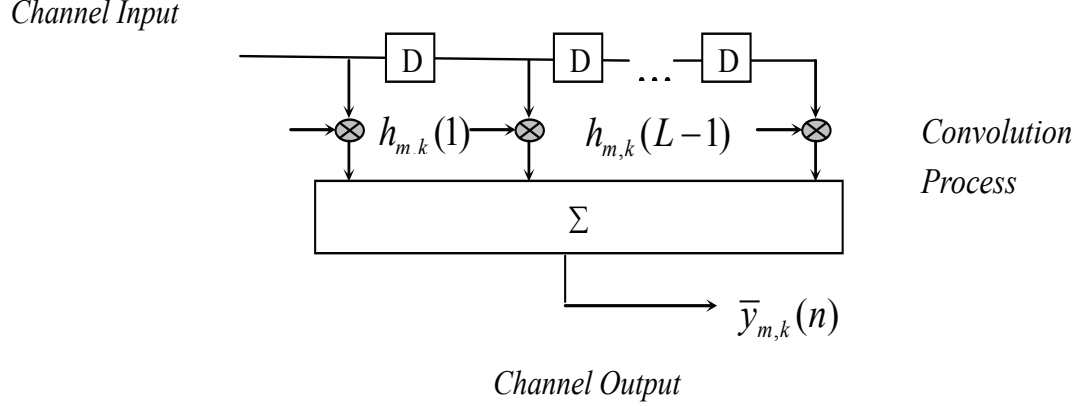 Channel Input
D D ... D
h_{m,k}(1) h_{m,k}(L-1)
Convolution
Process
Σ
ȳ_{m,k}(n)
Channel Output